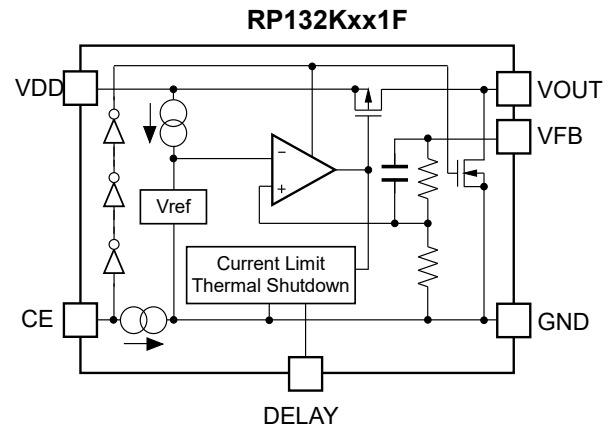 RP132Kxx1F
VDD
VOUT
VFB
−
+
Vref
Current Limit
Thermal Shutdown
CE
GND
DELAY